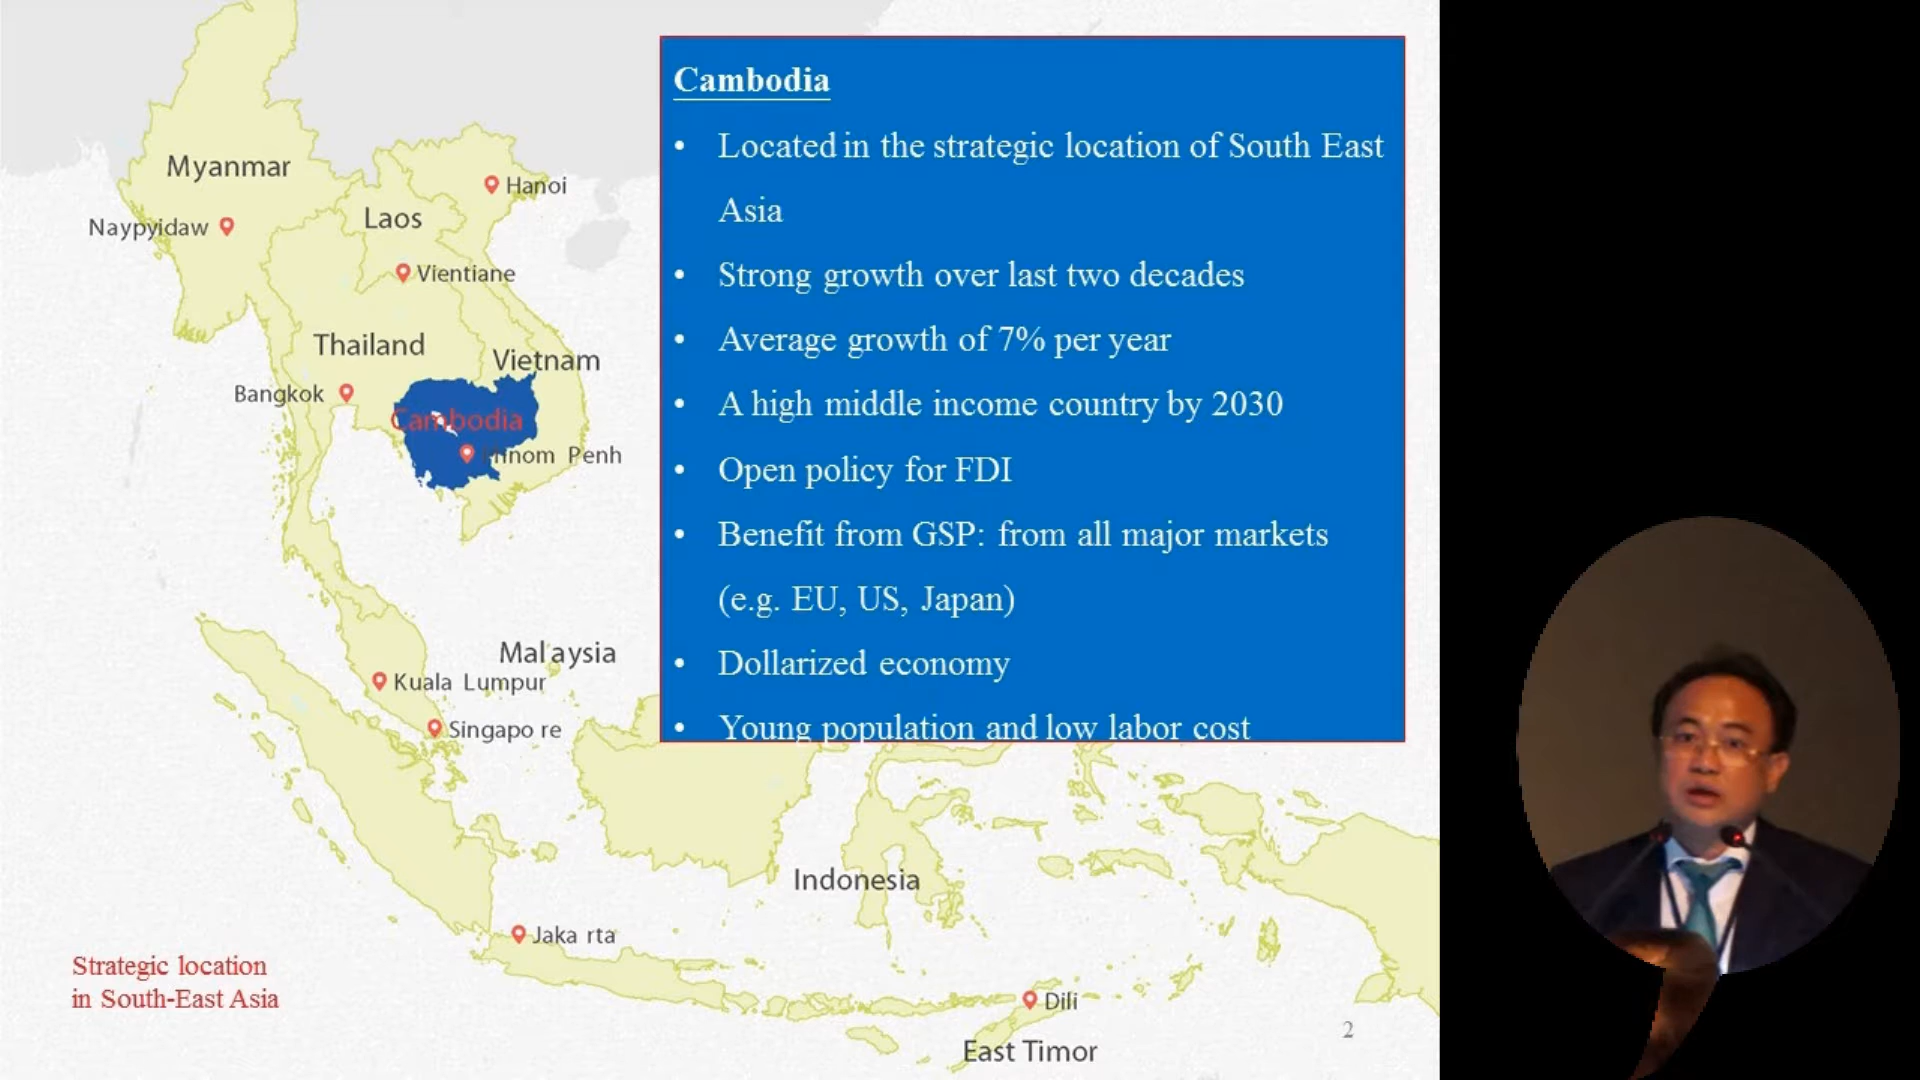 Cambodia
• Located in the strategic location of South East
Asia
• Strong growth over last two decades
• Average growth of 7% per year
• A high middle income country by 2030
• Open policy for FDI
• Benefit from GSP: from all major markets
(e.g. EU, US, Japan)
• Dollarized economy
• Young population and low labor cost
Myanmar
Hanoi
Laos
Naypyidaw
Vientiane
Thailand
Vietnam
Bangkok
Cambodia
Phnom Penh
Malaysia
Kuala Lumpur
Singapo re
Indonesia
Jaka rta
Strategic location
in South-East Asia
Dili
East Timor
2